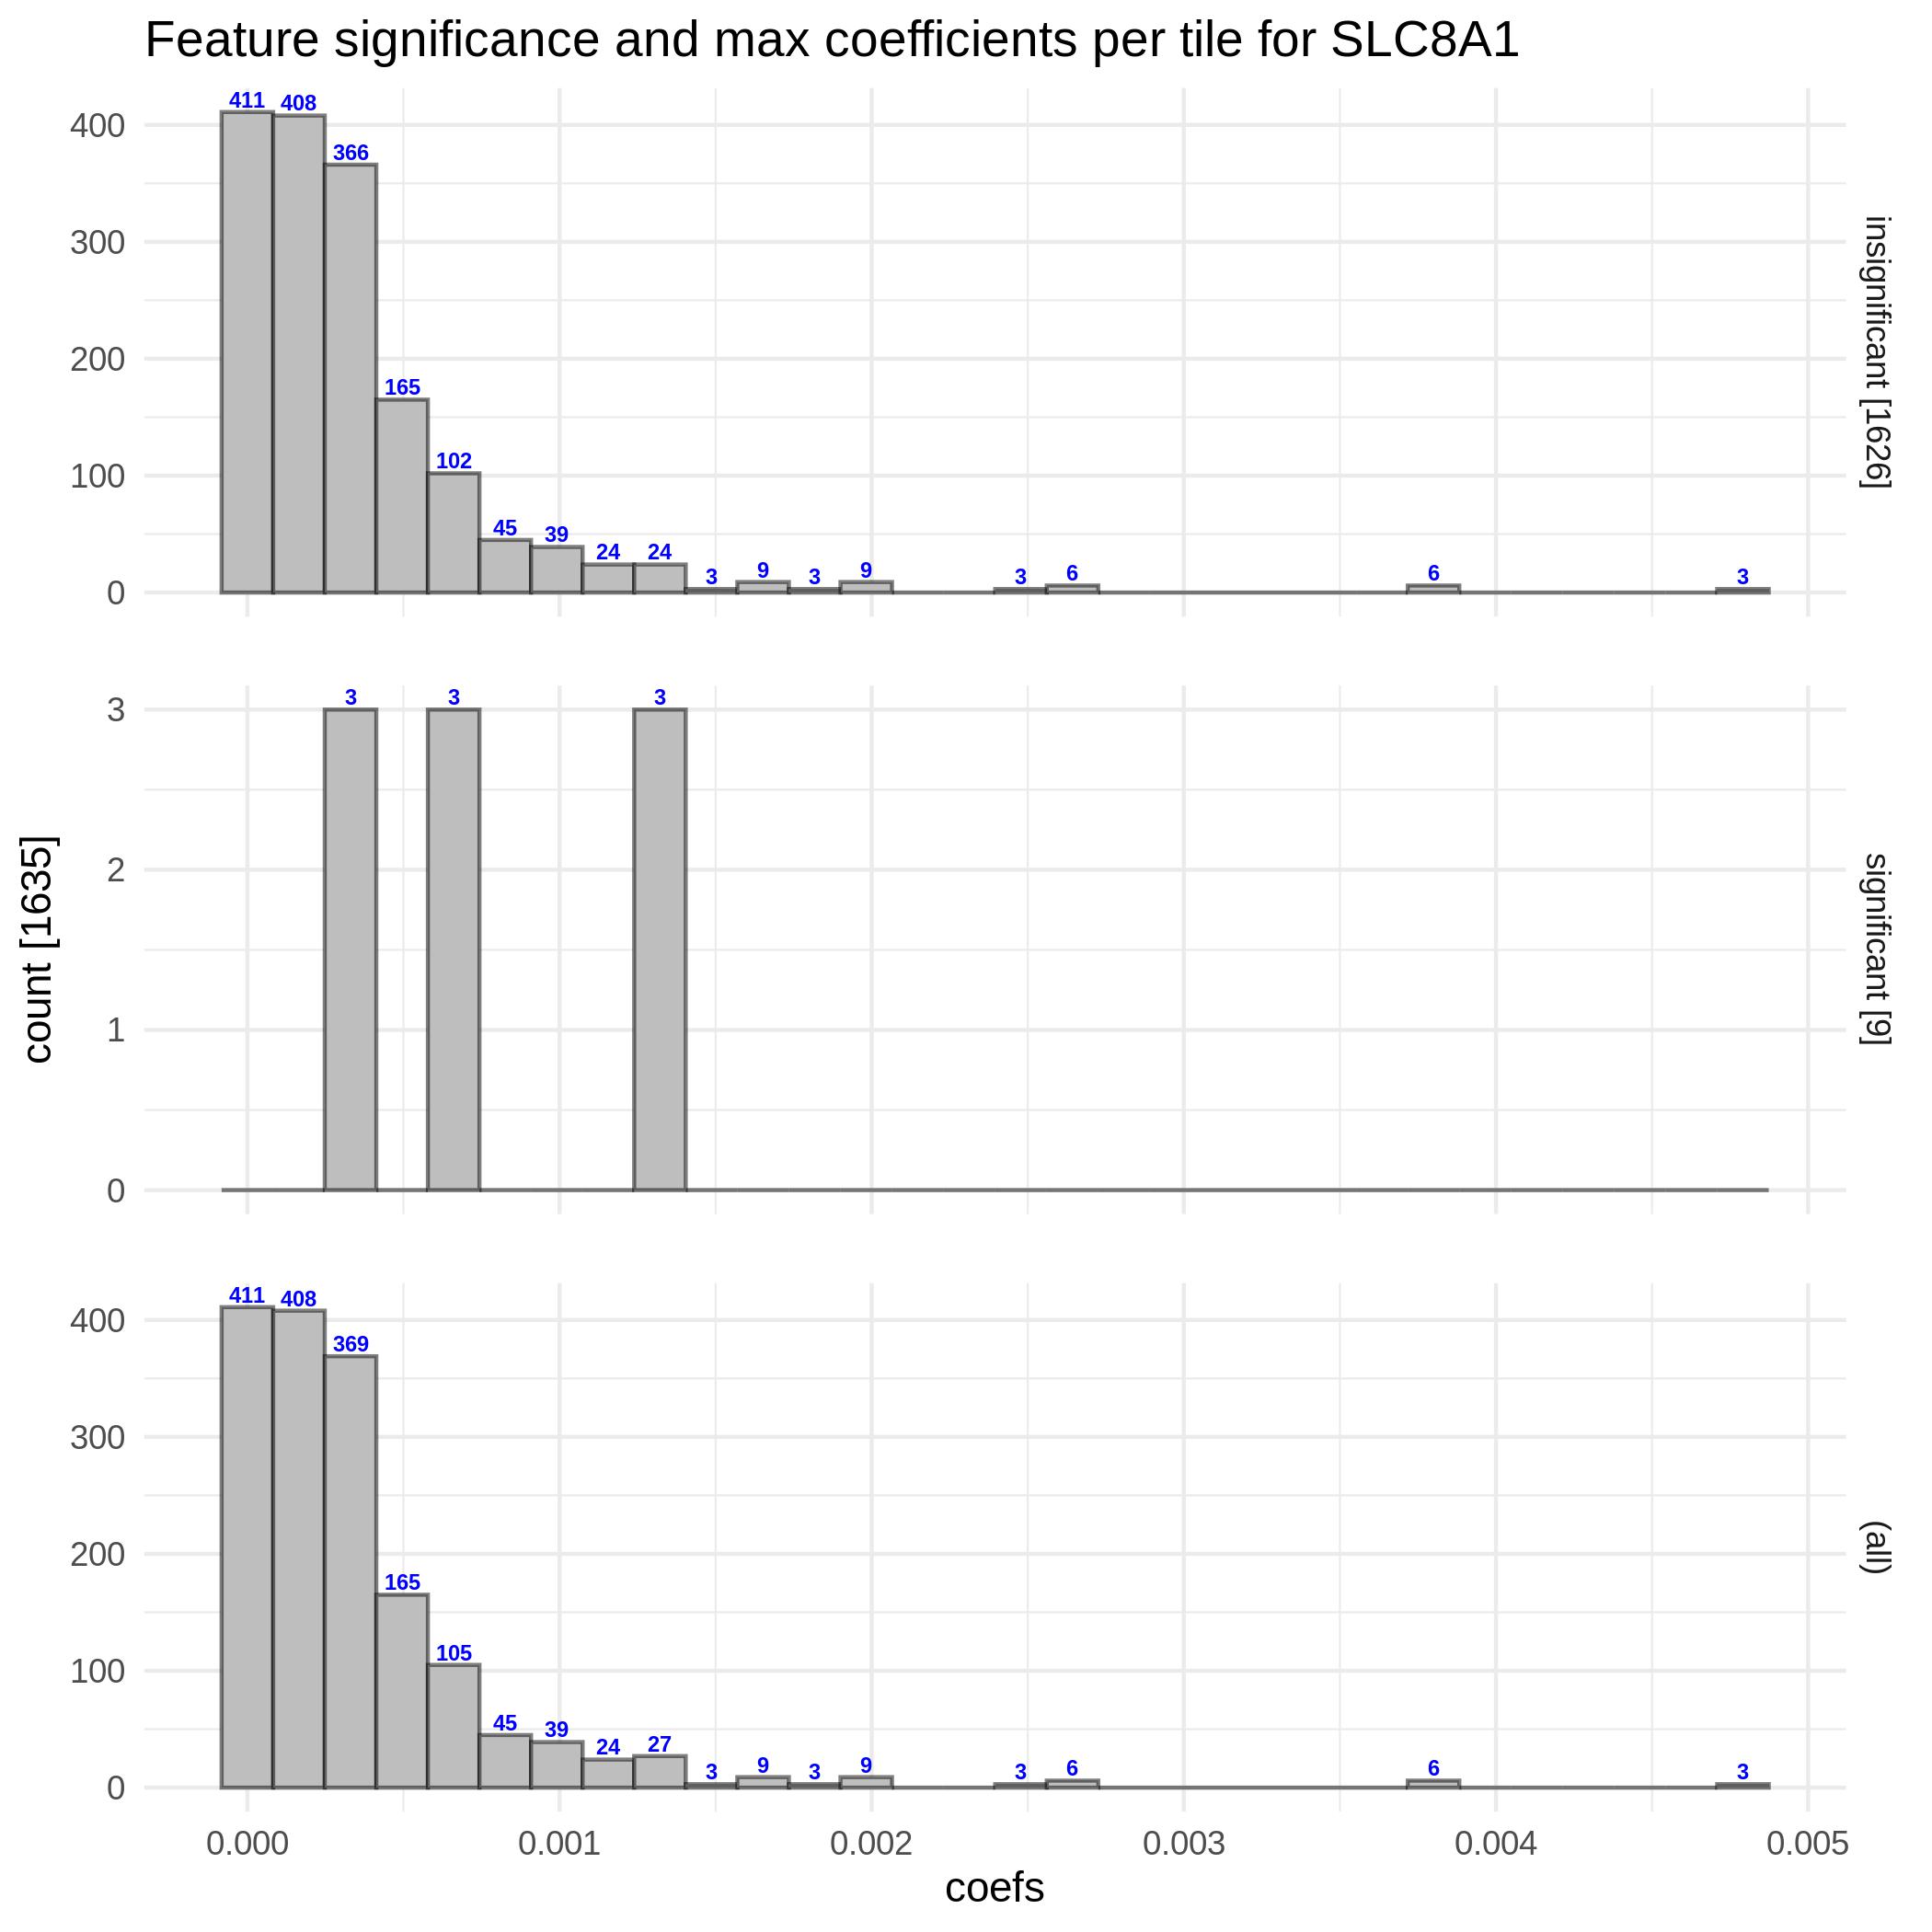 Feature significance and max coefficients per tile for SLC8A1
411 408 366 165 102 45 39 24 24 3 9 3 9 3 6 6 3
400
300
200
100
0
insignificant [1626]
3 3 3
3
2
1
0
significant [9]
count [1635]
411 408 369 165 105 45 39 24 27 3 9 3 9 3 6 6 3
400
300
200
100
0
(all)
0.000 0.001 0.002 0.003 0.004 0.005
coefs